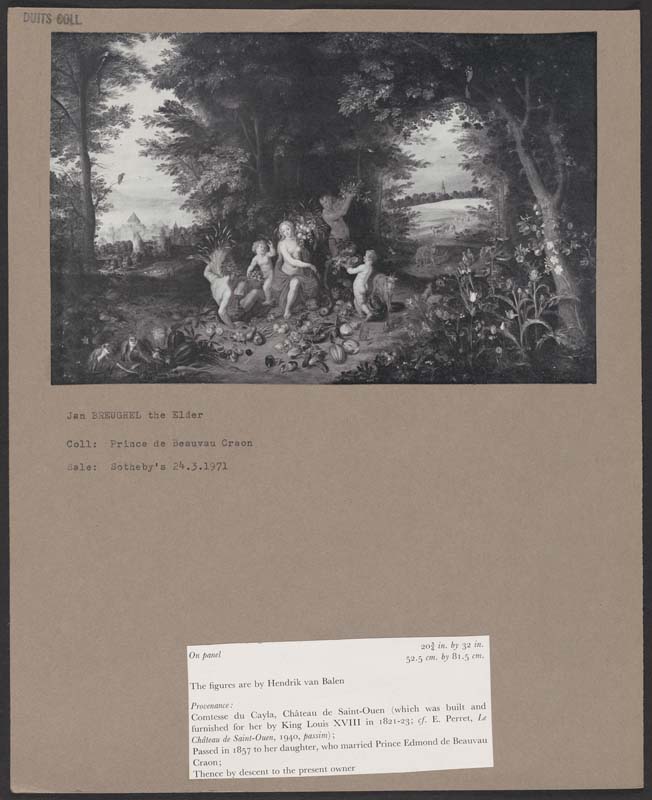 DUITS COLL.
Jan BREUGHEL the Elder
Coll: Prince de Beauvau Craon
Sale: Sotheby's 24.3.1971
On panel
20¾ in. by 32 in.
52.5 cm. by 81.5 cm.
The figures are by Hendrik van Balen
Provenance:
Comtesse du Cayla, Château de Saint-Ouen (which was built and
furnished for her by King Louis XVIII in 1821-23; cf. E. Perret, Le
Château de Saint-Ouen, 1940, passim);
Passed in 1857 to her daughter, who married Prince Edmond de Beauvau
Craon;
Thence by descent to the present owner